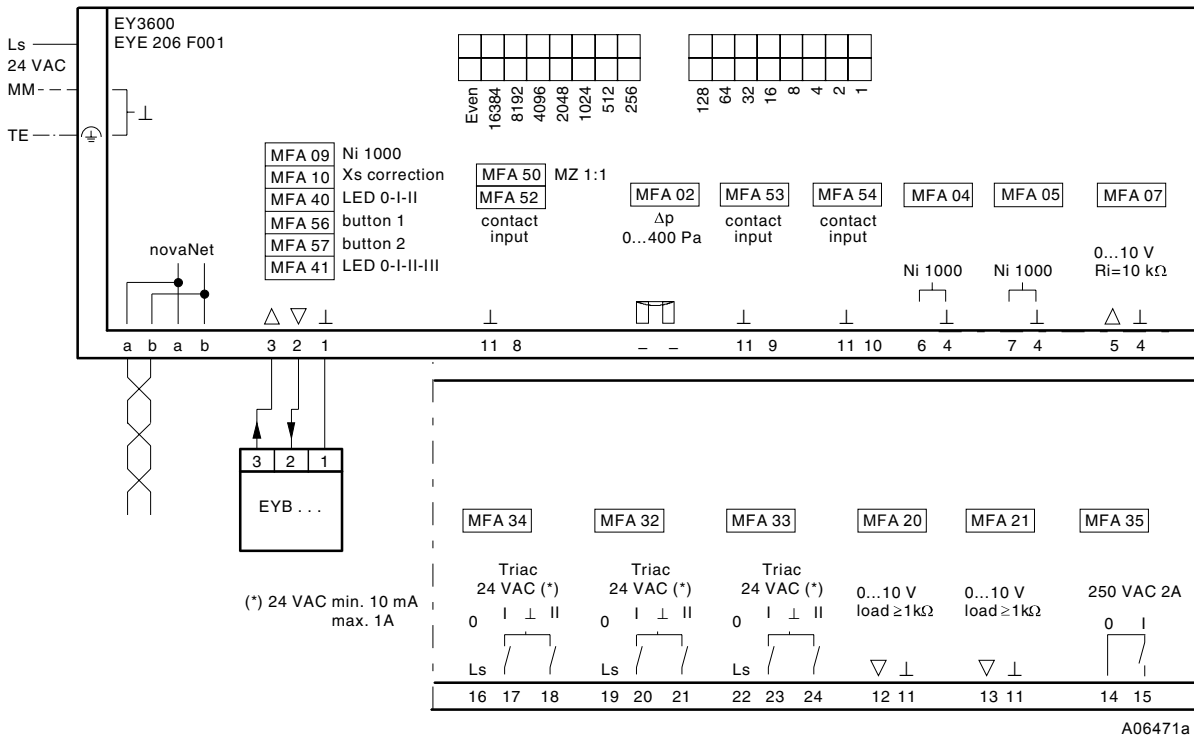 EY3600
EYE 206 F001
Ls
24 VAC
MM
TE
⊥
Even 16384 8192 4096 2048 1024 512 256
128 64 32 16 8 4 2 1
MFA 09 Ni 1000
MFA 10 Xs correction
MFA 40 LED 0-I-II
MFA 56 button 1
MFA 57 button 2
MFA 41 LED 0-I-II-III
MFA 50 MZ 1:1
MFA 52
contact
input
MFA 02
Δp
0...400 Pa
MFA 53
contact
input
MFA 54
contact
input
MFA 04
Ni 1000
MFA 05
Ni 1000
MFA 07
0...10 V
Ri=10 kΩ
novaNet
△ ▽ ⊥ ⊥ ⊥ ⊥ ⊥ ⊥ △ ⊥
a b a b 3 2 1 11 8 – – 11 9 11 10 6 4 7 4 5 4
3 2 1
EYB . . .
(*) 24 VAC min. 10 mA
max. 1A
MFA 34
Triac
24 VAC (*)
0 I ⊥ II
Ls
MFA 32
Triac
24 VAC (*)
0 I ⊥ II
Ls
MFA 33
Triac
24 VAC (*)
0 I ⊥ II
Ls
MFA 20
0...10 V
load ≥1kΩ
▽ ⊥
MFA 21
0...10 V
load ≥1kΩ
▽ ⊥
MFA 35
250 VAC 2A
0 I
16 17 18 19 20 21 22 23 24 12 11 13 11 14 15
A06471a